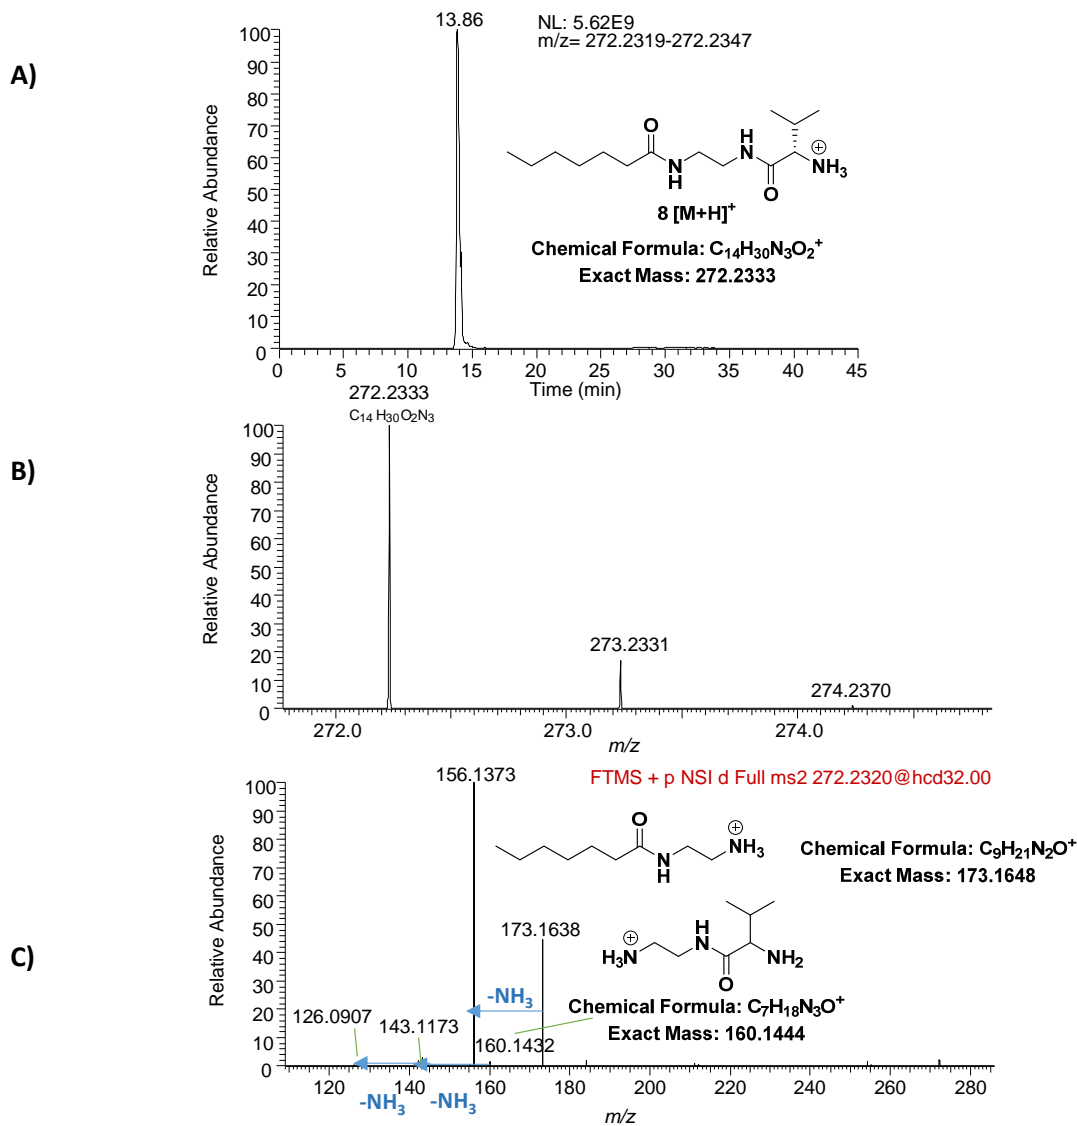 A)
13.86
NL: 5.62E9
m/z= 272.2319-272.2347
100
90
80
70
60
50
40
30
20
10
0
Relative Abundance
O
N
H
H
N
O
NH3
+
8 [M+H]+
Chemical Formula: C14H30N3O2+
Exact Mass: 272.2333
0 5 10 15 20 25 30 35 40 45
Time (min)
B)
272.2333
C14H30O2N3
100
90
80
70
60
50
40
30
20
10
0
Relative Abundance
273.2331
274.2370
272.0 273.0 274.0
m/z
C)
156.1373
FTMS + p NSI d Full ms2 272.2320@hcd32.00
100
90
80
70
60
50
40
30
20
10
0
Relative Abundance
O
N
H
NH3
+
Chemical Formula: C9H21N2O+
Exact Mass: 173.1648
173.1638
+
H3N
H
N
O
NH2
Chemical Formula: C7H18N3O+
Exact Mass: 160.1444
-NH3
126.0907
143.1173
160.1432
-NH3 -NH3
120 140 160 180 200 220 240 260 280
m/z